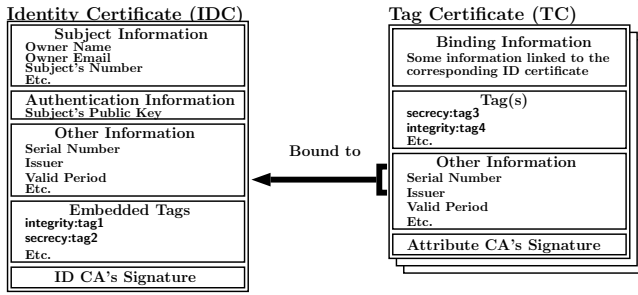 Identity Certificate (IDC)
Subject Information
Owner Name
Owner Email
Subject's Number
Etc.
Authentication Information
Subject's Public Key
Other Information
Serial Number
Issuer
Valid Period
Etc.
Embedded Tags
integrity:tag1
secrecy:tag2
Etc.
ID CA's Signature
Bound to
Tag Certificate (TC)
Binding Information
Some information linked to the
corresponding ID certificate
Tag(s)
secrecy:tag3
integrity:tag4
Etc.
Other Information
Serial Number
Issuer
Valid Period
Etc.
Attribute CA's Signature